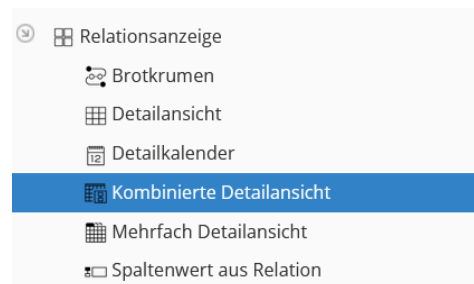 Relationsanzeige
Brotkrumen
Detailansicht
Detailkalender
Kombinierte Detailansicht
Mehrfach Detailansicht
Spaltenwert aus Relation